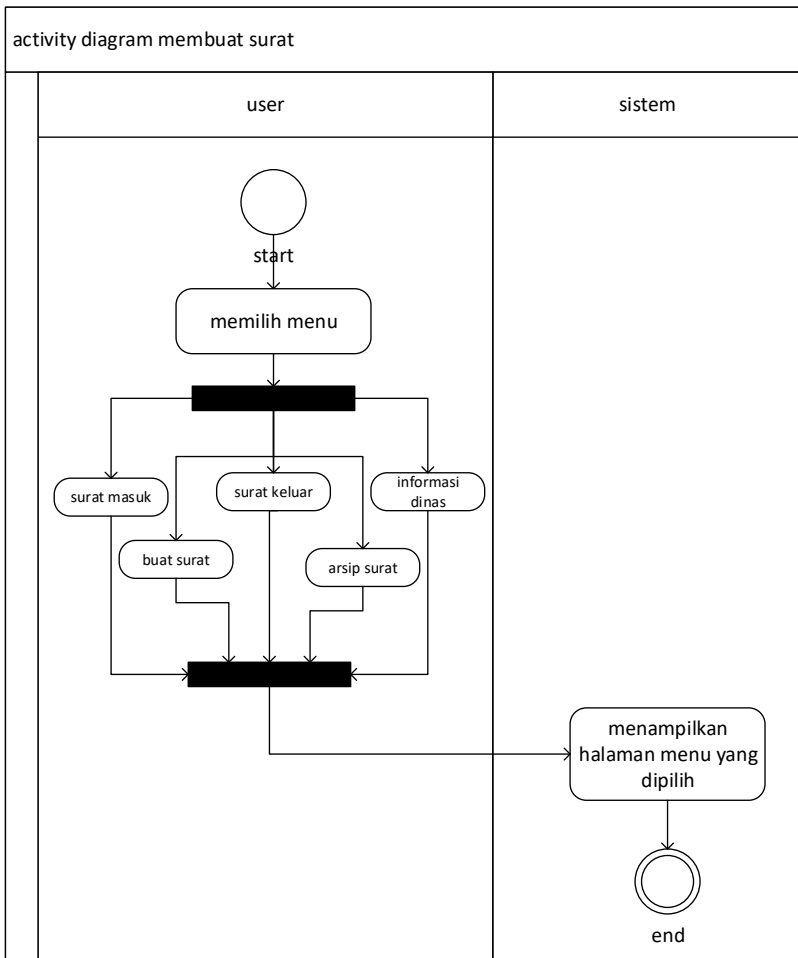 activity diagram membuat surat
user
sistem
start
memilih menu
surat masuk
surat keluar
informasi
dinas
buat surat
arsip surat
menampilkan
halaman menu yang
dipilih
end